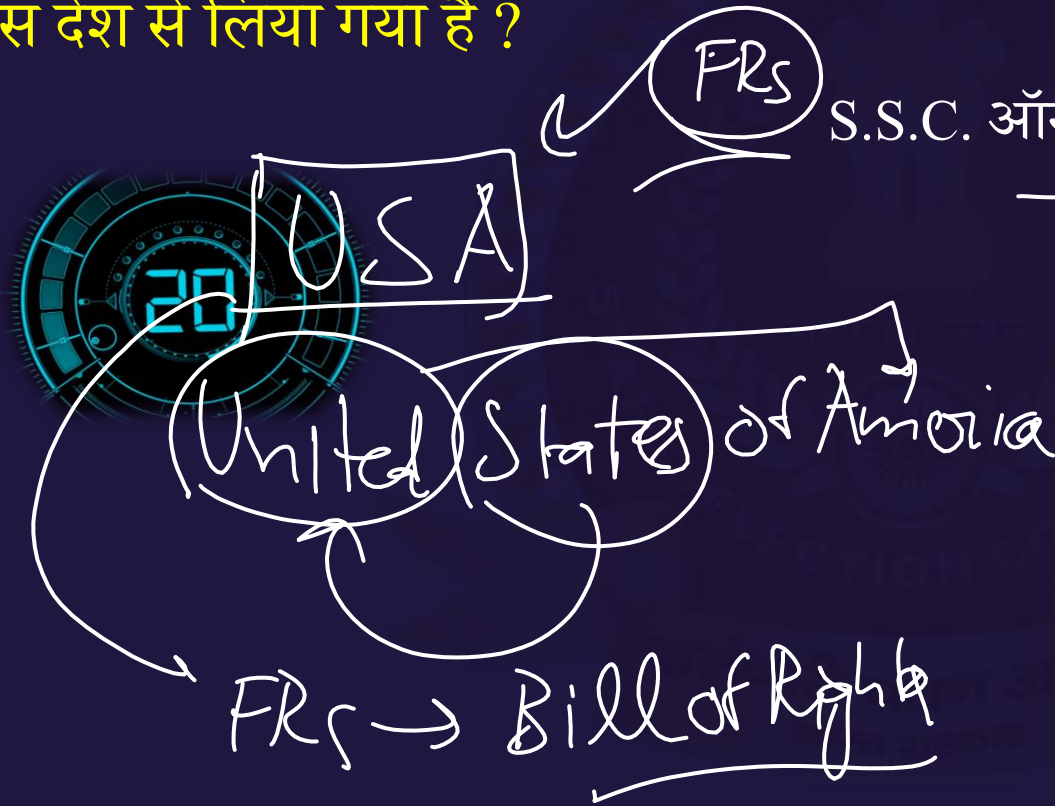 स देश से लिया गया है ?
FRs
S.S.C.
USA
20
United States of America
FRs → Bill of Rights